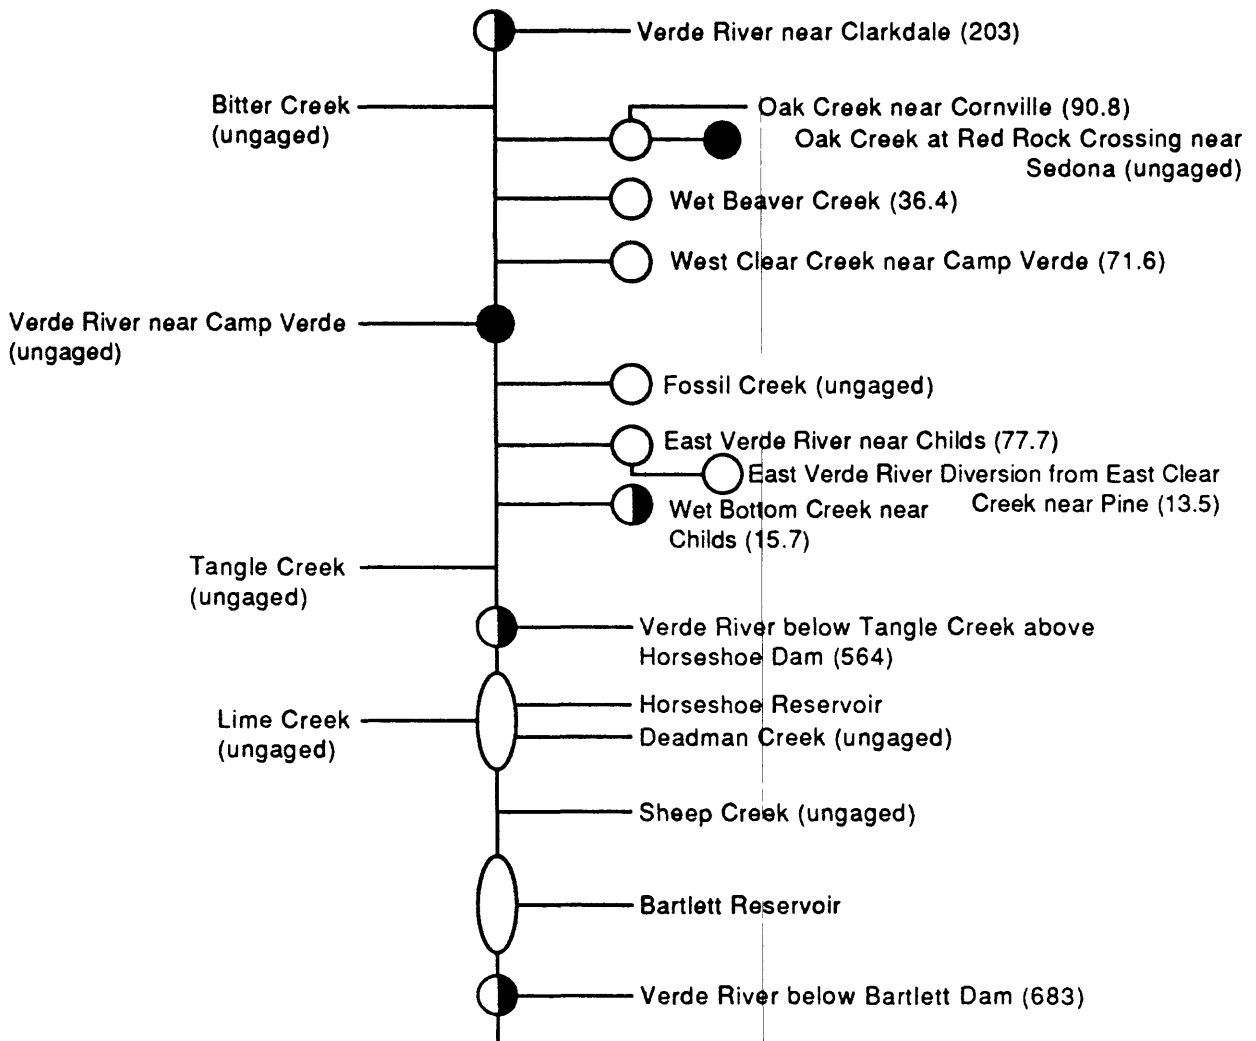 Verde River near Clarkdale (203)
Bitter Creek
(ungaged)
Oak Creek near Cornville (90.8)
Oak Creek at Red Rock Crossing near
Sedona (ungaged)
Wet Beaver Creek (36.4)
West Clear Creek near Camp Verde (71.6)
Verde River near Camp Verde
(ungaged)
Fossil Creek (ungaged)
East Verde River near Childs (77.7)
East Verde River Diversion from East Clear
Creek near Pine (13.5)
Wet Bottom Creek near
Childs (15.7)
Tangle Creek
(ungaged)
Verde River below Tangle Creek above
Horseshoe Dam (564)
Horseshoe Reservoir
Lime Creek
(ungaged)
Deadman Creek (ungaged)
Sheep Creek (ungaged)
Bartlett Reservoir
Verde River below Bartlett Dam (683)